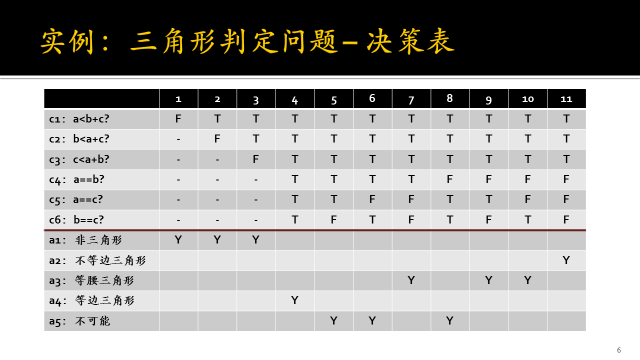 实例：三角形判定问题–决策表
1 2 3 4 5 6 7 8 9 10 11
c1: a<b+c? F T T T T T T T T T T
c2: b<a+c? - F T T T T T T T T T
c3: c<a+b? - - F T T T T T T T T
c4: a==b? - - - T T T T F F F F
c5: a==c? - - - T T F F T T F F
c6: b==c? - - - T F T F T F T F
a1: 非三角形 Y Y Y
a2: 不等边三角形 Y
a3: 等腰三角形 Y Y Y
a4: 等边三角形 Y
a5: 不可能 Y Y Y
6